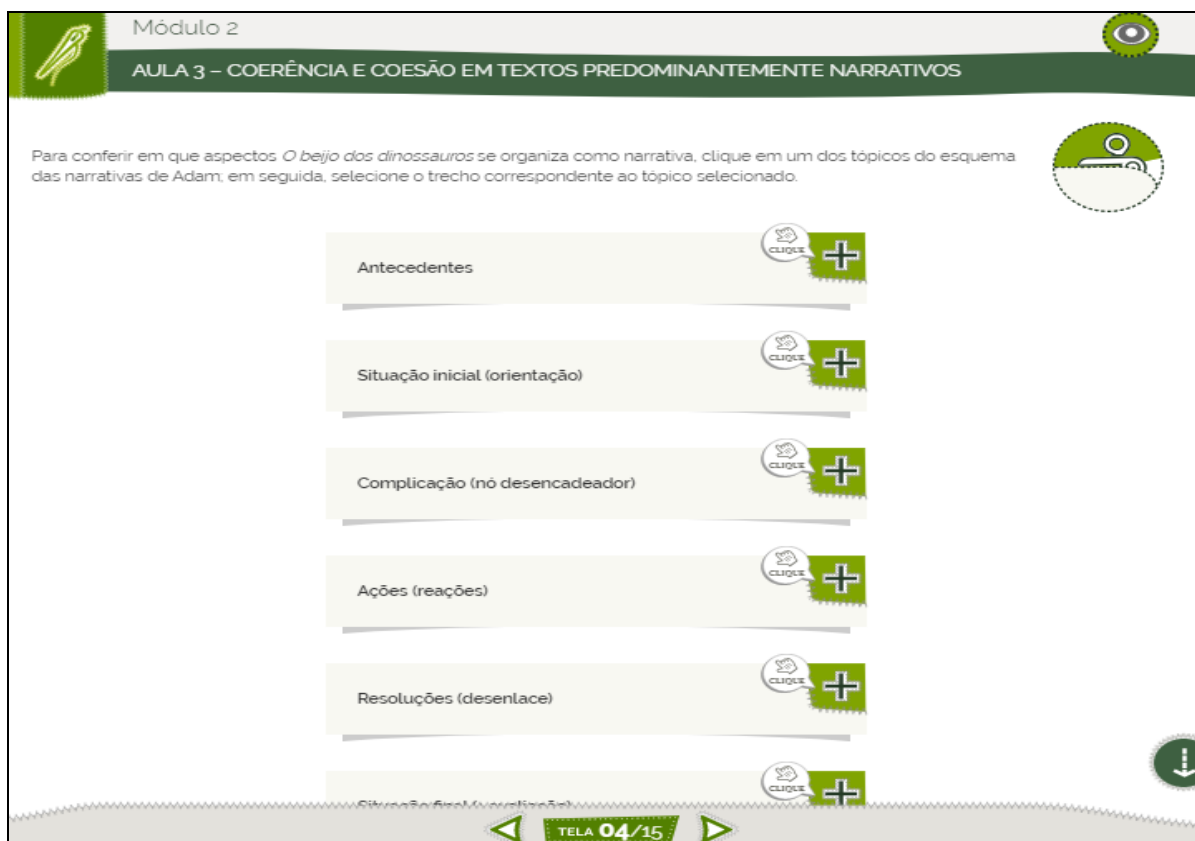 Módulo 2
AULA 3 – COERÊNCIA E COESÃO EM TEXTOS PREDOMINANTEMENTE NARRATIVOS
Para conferir em que aspectos O beijo dos dinossauros se organiza como narrativa, clique em um dos tópicos do esquema
das narrativas de Adam; em seguida, selecione o trecho correspondente ao tópico selecionado.
CLIQUE
Antecedentes
CLIQUE
Situação inicial (orientação)
CLIQUE
Complicação (nó desencadeador)
CLIQUE
Ações (reações)
CLIQUE
Resoluções (desenlace)
CLIQUE
Situação final
TELA 04/15